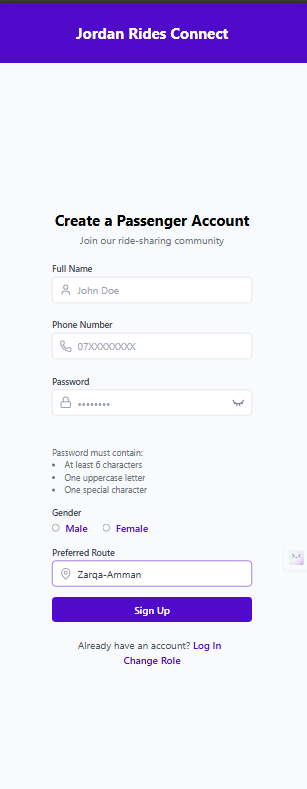 Jordan Rides Connect
Create a Passenger Account
Join our ride-sharing community
Full Name
John Doe
Phone Number
07XXXXXXXX
Password
••••••••
Password must contain:
• At least 6 characters
• One uppercase letter
• One special character
Gender
Male Female
Preferred Route
Zarqa-Amman
Sign Up
Already have an account? Log In
Change Role